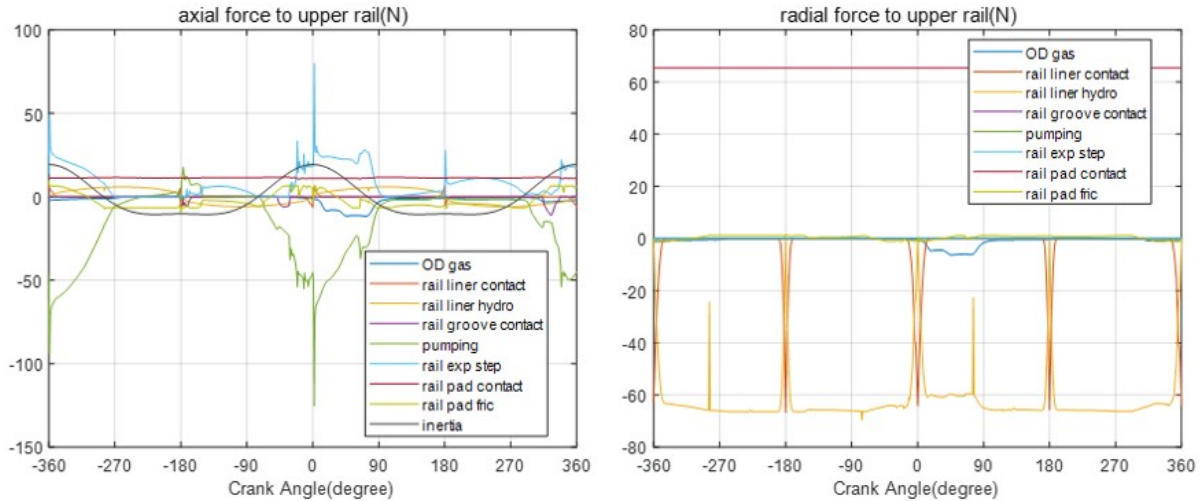 axial force to upper rail(N)
100
50
0
-50
-100
-150
-360 -270 -180 -90 0 90 180 270 360
Crank Angle(degree)
OD gas
rail liner contact
rail liner hydro
rail groove contact
pumping
rail exp step
rail pad contact
rail pad fric
inertia
radial force to upper rail(N)
80
60
40
20
0
-20
-40
-60
-80
-360 -270 -180 -90 0 90 180 270 360
Crank Angle(degree)
OD gas
rail liner contact
rail liner hydro
rail groove contact
pumping
rail exp step
rail pad contact
rail pad fric